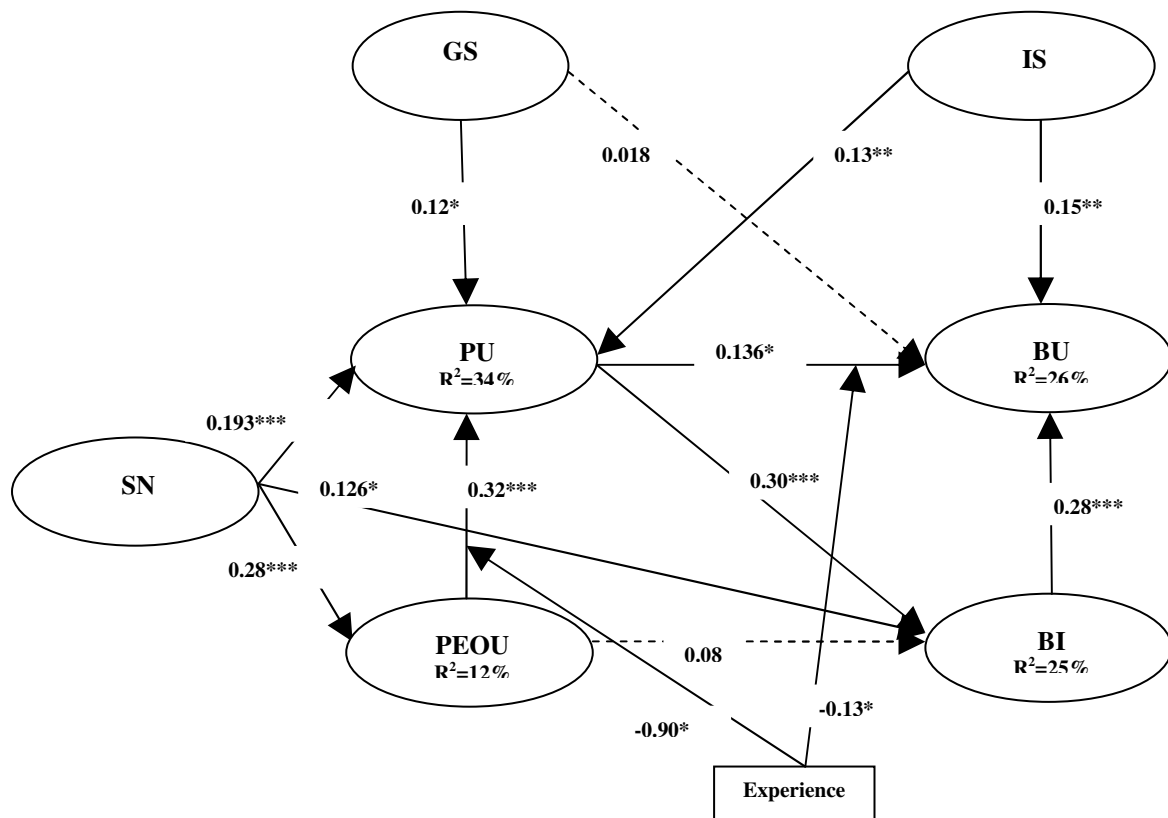 GS
IS
0.018
0.13**
0.12*
0.15**
PU
R²=34%
0.136*
BU
R²=26%
0.193***
SN
0.126*
0.32***
0.30***
0.28***
0.28***
PEOU
R²=12%
0.08
BI
R²=25%
-0.90*
-0.13*
Experience